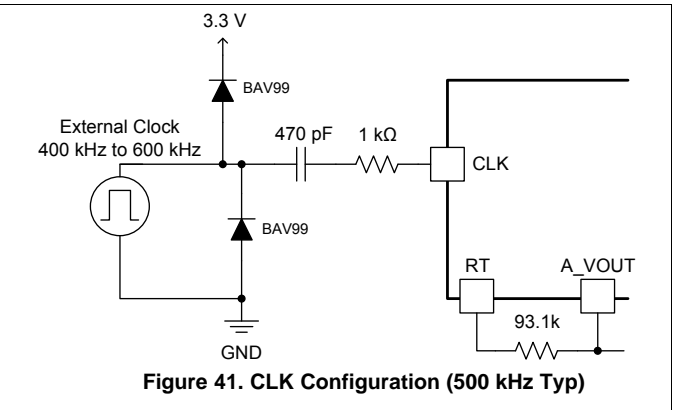 3.3 V
BAV99
External Clock
400 kHz to 600 kHz
470 pF
1 kΩ
CLK
BAV99
RT
A_VOUT
93.1k
GND
Figure 41. CLK Configuration (500 kHz Typ)